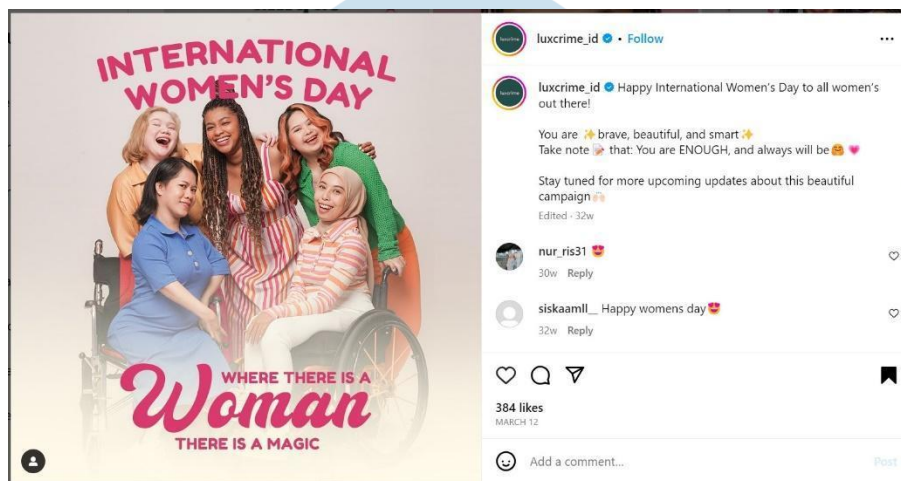 INTERNATIONAL
WOMEN'S DAY
WHERE THERE IS A
Woman
THERE IS A MAGIC
luxcrime_id • Follow
luxcrime_id Happy International Women's Day to all women's
out there!
You are ✨ brave, beautiful, and smart ✨
Take note 📝 that: You are ENOUGH, and always will be 🤗 💗
Stay tuned for more upcoming updates about this beautiful
campaign 🙌🏻
Edited · 32w
nur_ris31 😍
30w Reply
siskaamll__ Happy womens day 😍
32w Reply
384 likes
MARCH 12
Add a comment...
Post